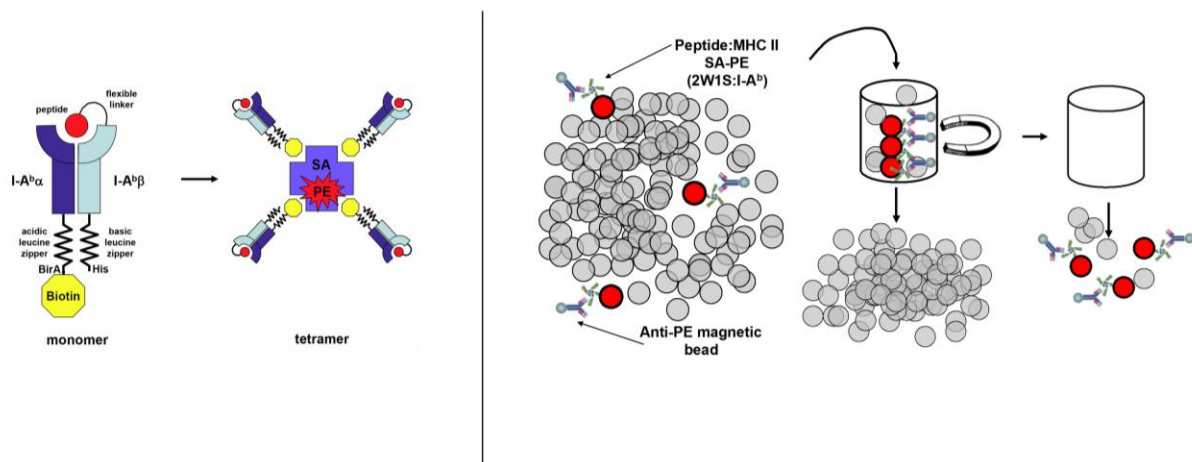 peptide
flexible
linker
I-Aᵇα
I-Aᵇβ
acidic
leucine
zipper
basic
leucine
zipper
BirA
His
Biotin
monomer
SA
PE
tetramer
Peptide:MHC II
SA-PE
(2W1S:I-Aᵇ)
Anti-PE magnetic
bead